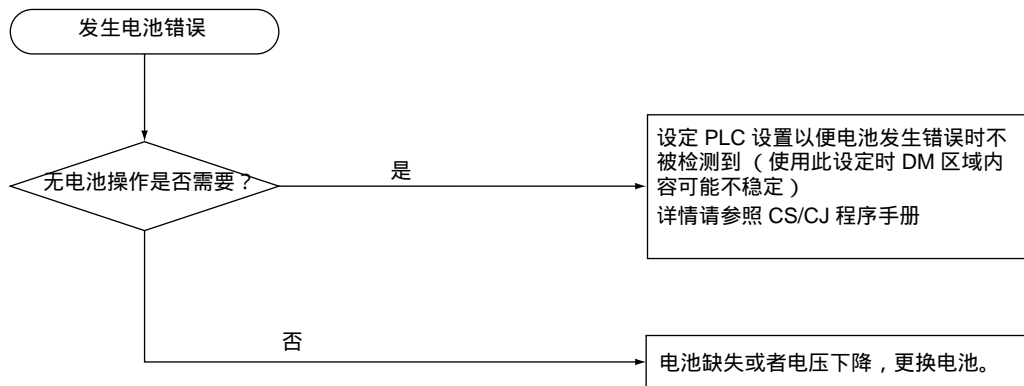 发生电池错误
无电池操作是否需要？
是
设定 PLC 设置以便电池发生错误时不
被检测到（使用此设定时 DM 区域内
容可能不稳定）
详情请参照 CS/CJ 程序手册
否
电池缺失或者电压下降，更换电池。